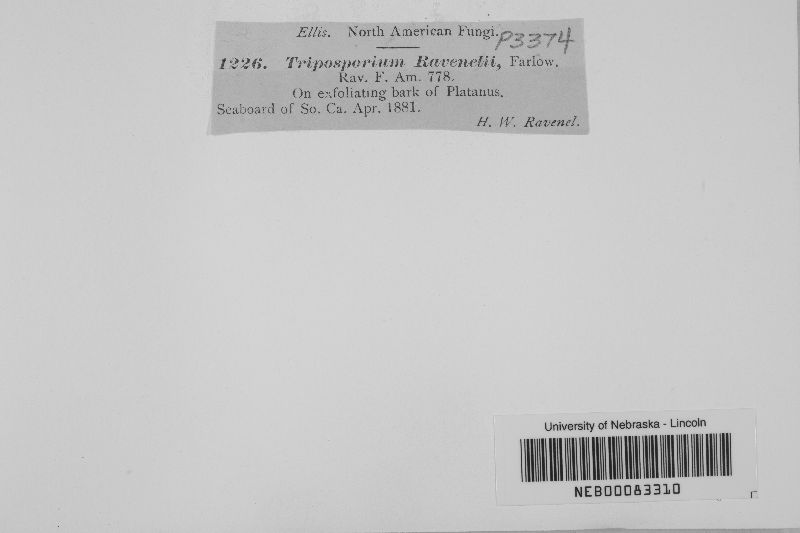 Ellis. North American Fungi.
P3374
1226. Triposporium Ravenelii, Farlow.
Rav. F. Am. 778.
On exfoliating bark of Platanus.
Seaboard of So. Ca. Apr. 1881.
H. W. Ravenel.
University of Nebraska - Lincoln
NEB00083310